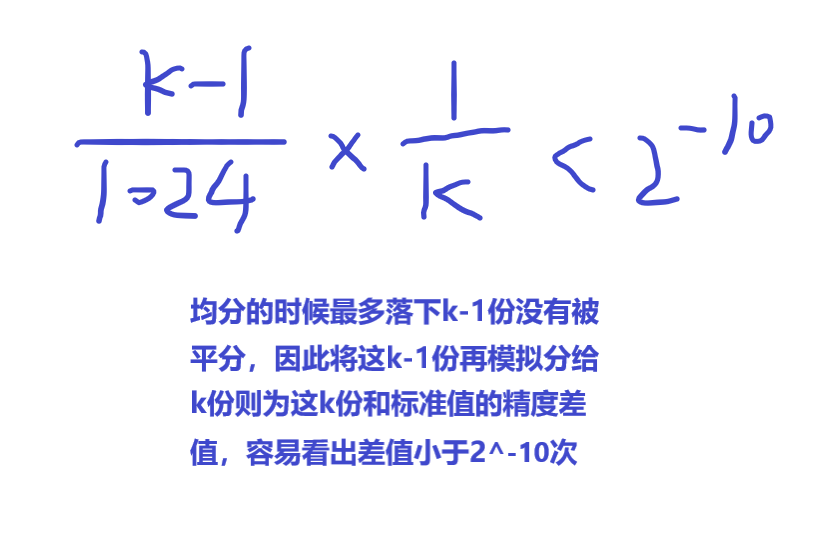 (k-1)/1024 × 1/k < 2^-10
均分的时候最多落下k-1份没有被
平分，因此将这k-1份再模拟分给
k份则为这k份和标准值的精度差
值，容易看出差值小于2^-10次